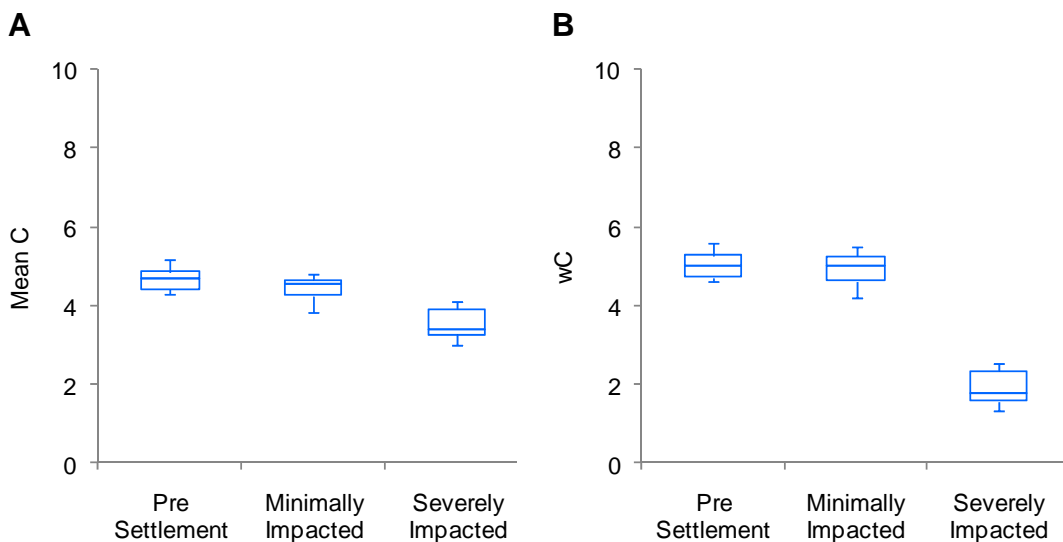 A
10
8
6
4
2
0
Mean C
Pre
Settlement
Minimally
Impacted
Severely
Impacted
B
10
8
6
4
2
0
wC
Pre
Settlement
Minimally
Impacted
Severely
Impacted